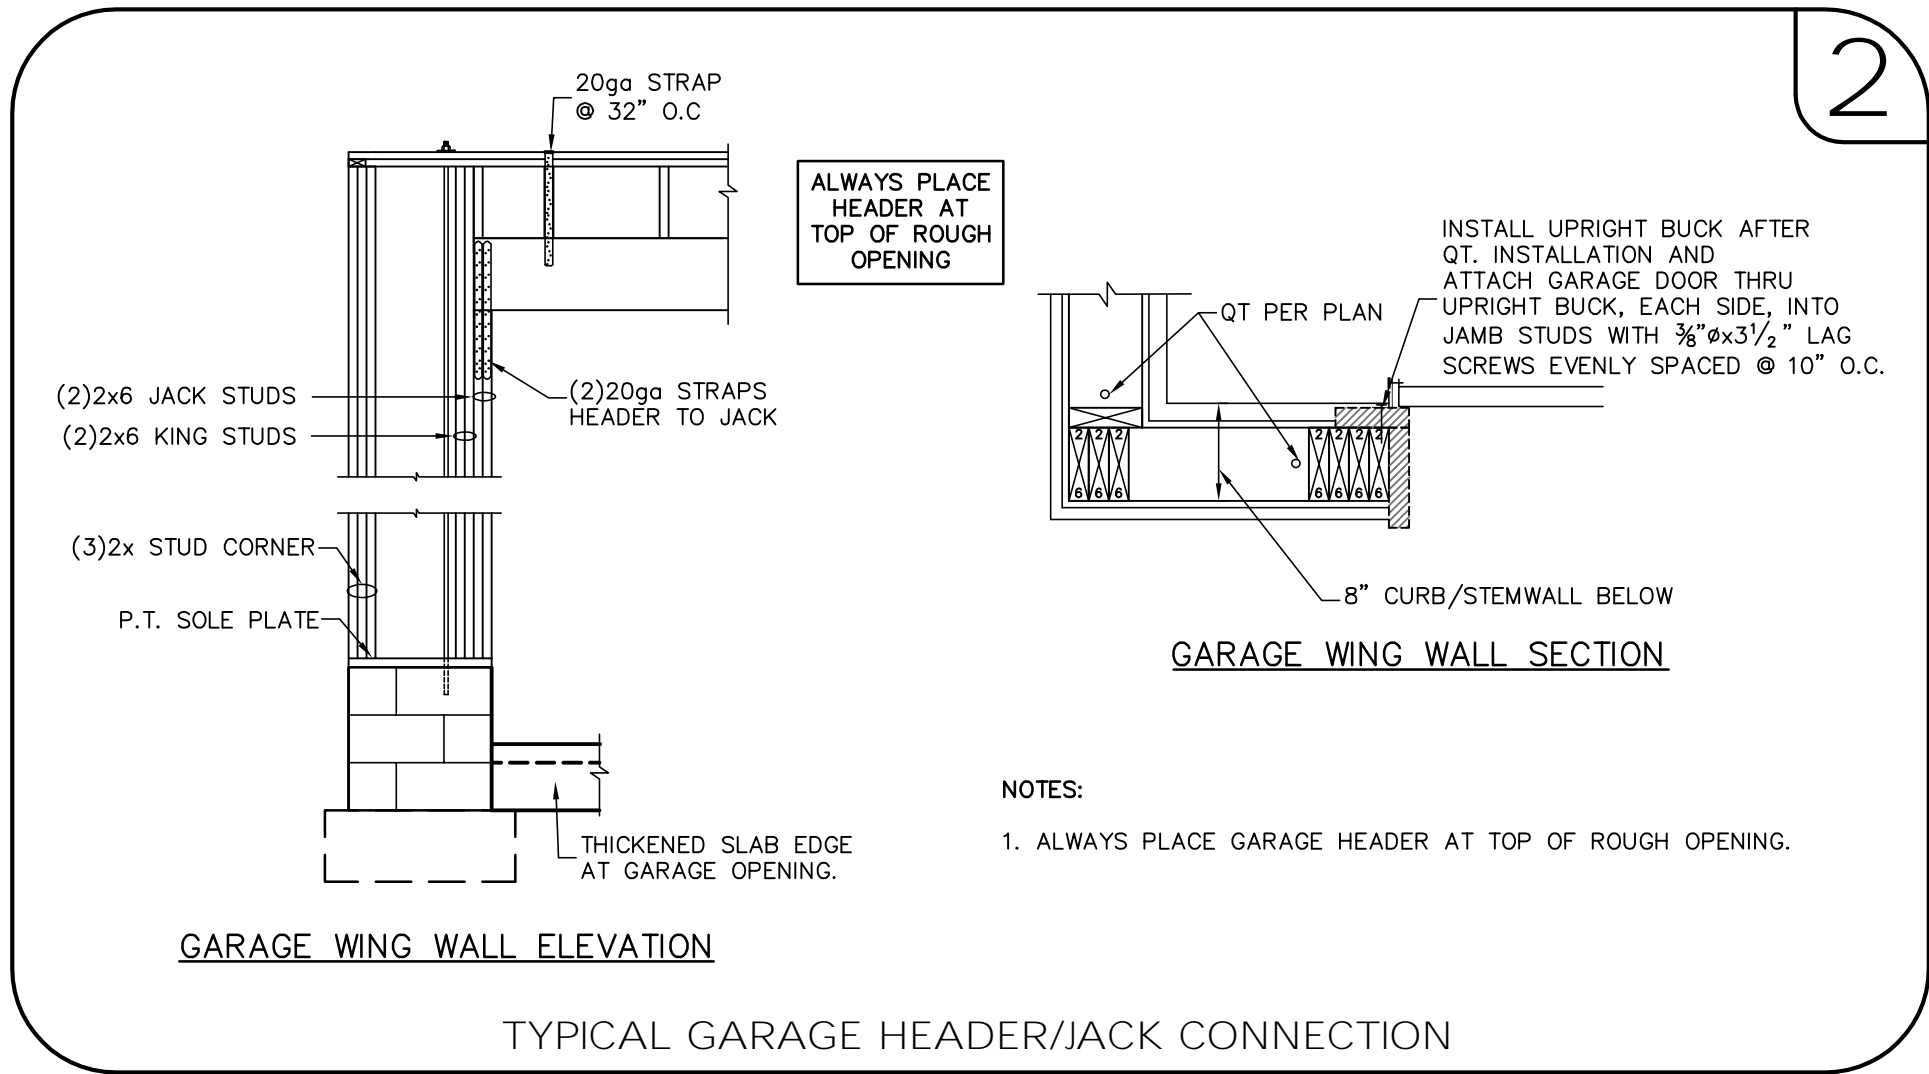 2
20ga STRAP
@ 32" O.C
ALWAYS PLACE
HEADER AT
TOP OF ROUGH
OPENING
(2)2x6 JACK STUDS
(2)2x6 KING STUDS
(2)20ga STRAPS
HEADER TO JACK
(3)2x STUD CORNER
P.T. SOLE PLATE
THICKENED SLAB EDGE
AT GARAGE OPENING.
GARAGE WING WALL ELEVATION
INSTALL UPRIGHT BUCK AFTER
QT. INSTALLATION AND
ATTACH GARAGE DOOR THRU
UPRIGHT BUCK, EACH SIDE, INTO
JAMB STUDS WITH ⅜"øx3½" LAG
SCREWS EVENLY SPACED @ 10" O.C.
QT PER PLAN
2 2 2
6 6 6
2 2 2 2
6 6 6 6
8" CURB/STEMWALL BELOW
GARAGE WING WALL SECTION
NOTES:
1. ALWAYS PLACE GARAGE HEADER AT TOP OF ROUGH OPENING.
TYPICAL GARAGE HEADER/JACK CONNECTION